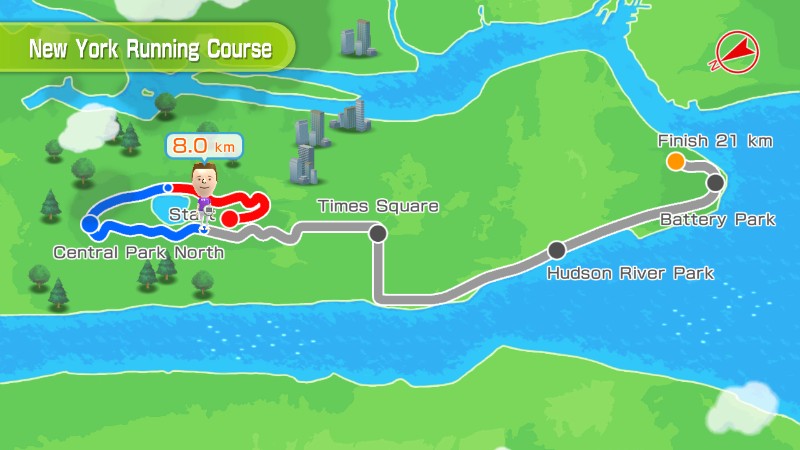 New York Running Course
Finish 21 km
8.0 km
Times Square
Start
Battery Park
Central Park North
Hudson River Park